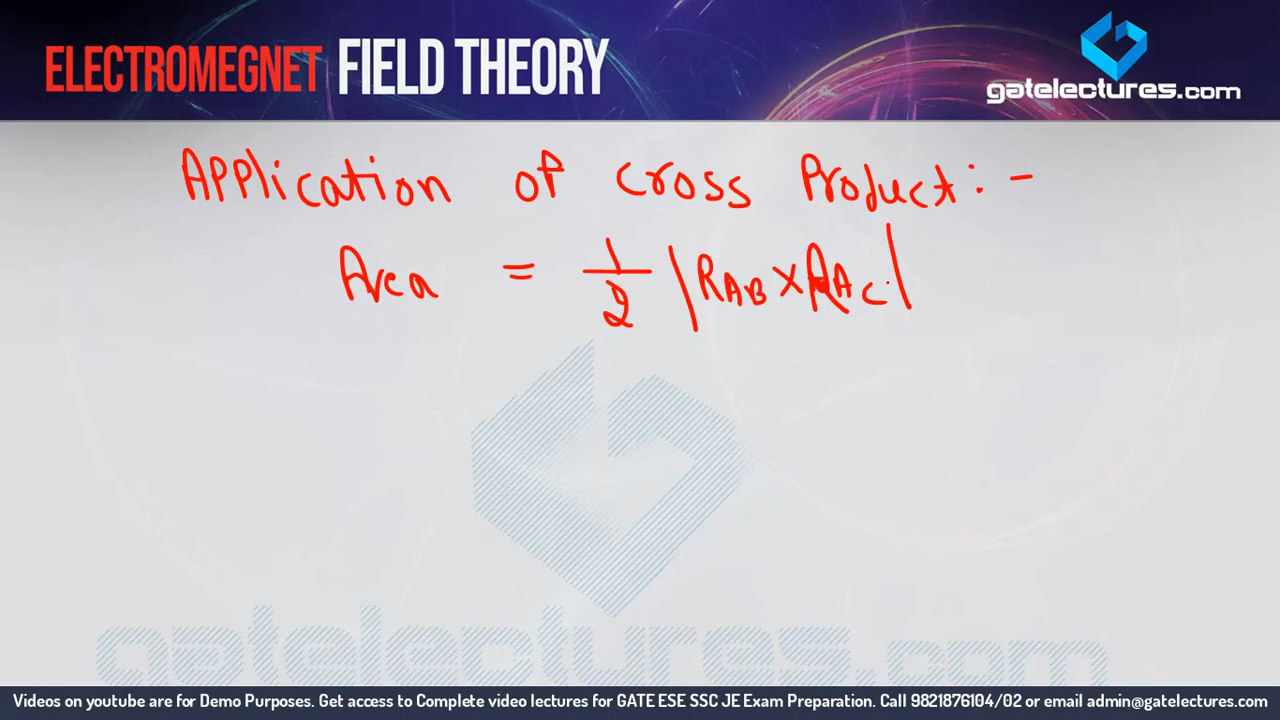 ELECTROMEGNET FIELD THEORY
gatelectures.com
Application of cross Product:-
Area = 1/2 |RAB×RAC|
gatelectures.com
Videos on youtube are for Demo Purposes. Get access to Complete video lectures for GATE ESE SSC JE Exam Preparation. Call 9821876104/02 or email admin@gatelectures.com